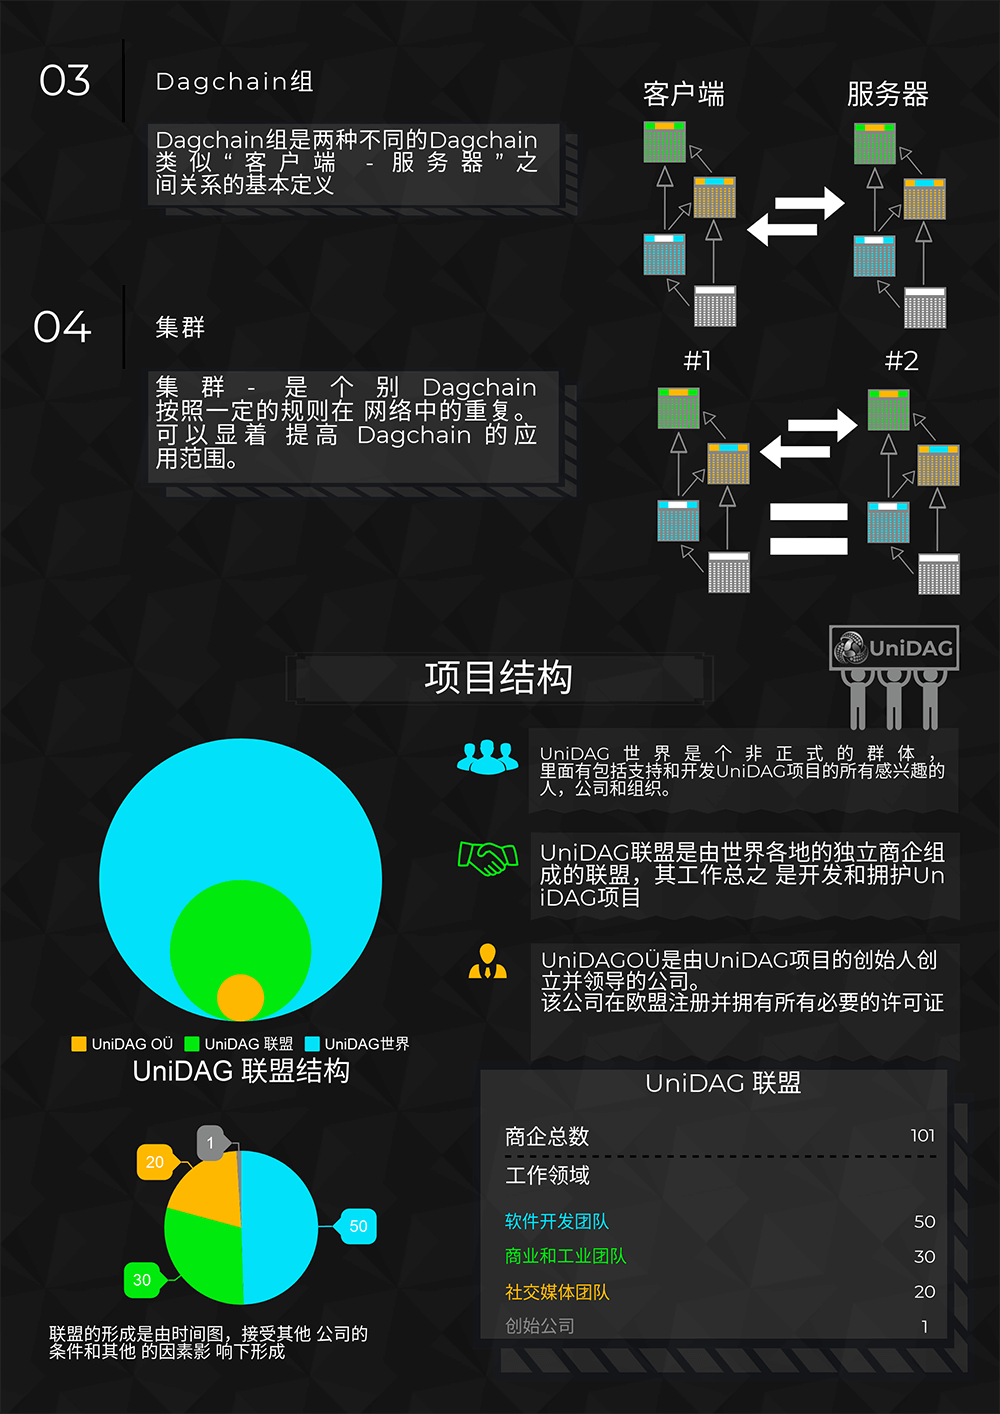 03
Dagchain组
Dagchain组是两种不同的Dagchain
类似“客户端 - 服务器”之
间关系的基本定义
客户端
服务器
04
集群
集群 - 是个别 Dagchain
按照一定的规则在 网络中的重复。
可以显着 提高 Dagchain 的应
用范围。
#1
#2
UniDAG
项目结构
UniDAG 世界是个非正式的群体，
里面有包括支持和开发UniDAG项目的所有感兴趣的
人，公司和组织。
UniDAG联盟是由世界各地的独立商企组
成的联盟，其工作总之 是开发和拥护Un
iDAG项目
UniDAGOÜ是由UniDAG项目的创始人创
立并领导的公司。
该公司在欧盟注册并拥有所有必要的许可证
UniDAG OÜ
UniDAG 联盟
UniDAG世界
UniDAG 联盟结构
1
20
50
30
联盟的形成是由时间图，接受其他 公司的
条件和其他 的因素影 响下形成
UniDAG 联盟
商企总数 101
工作领域
软件开发团队 50
商业和工业团队 30
社交媒体团队 20
创始公司 1